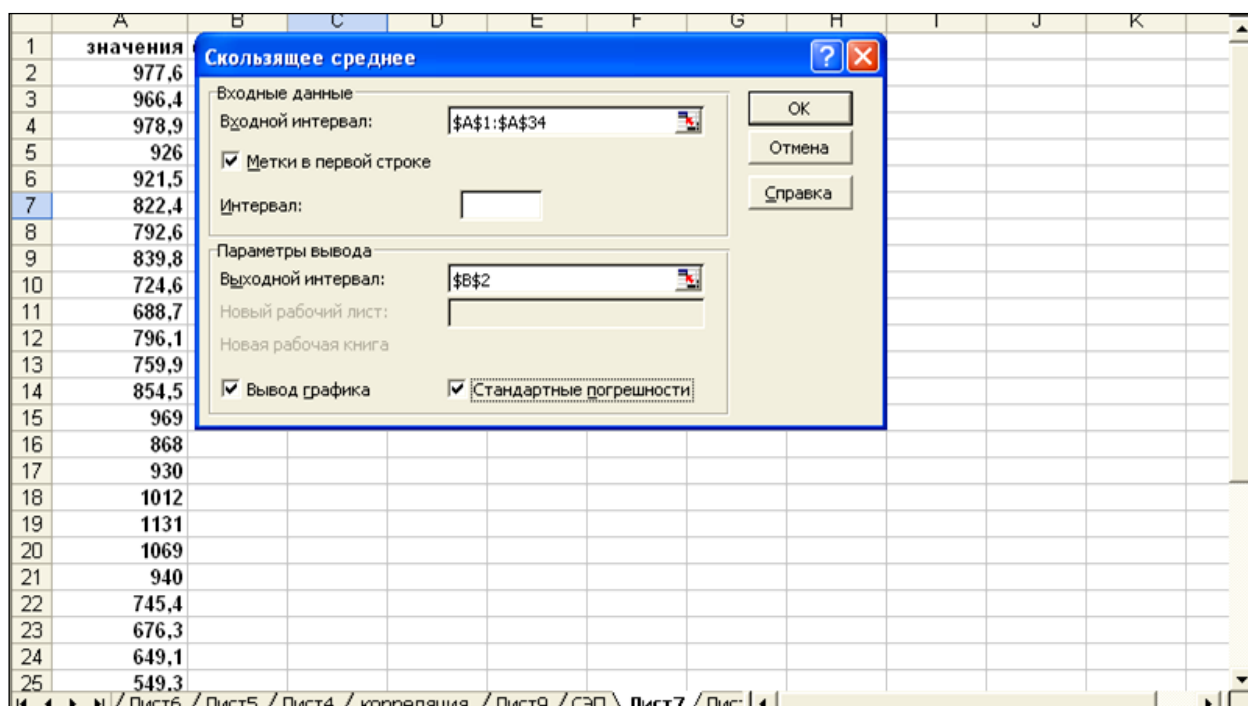 A B C D E F G H I J K
1 значения
2 977,6
3 966,4
4 978,9
5 926
6 921,5
7 822,4
8 792,6
9 839,8
10 724,6
11 688,7
12 796,1
13 759,9
14 854,5
15 969
16 868
17 930
18 1012
19 1131
20 1069
21 940
22 745,4
23 676,3
24 649,1
25 549,3
Скользящее среднее
Входные данные
Входной интервал: $A$1:$A$34
Метки в первой строке
Интервал:
Параметры вывода
Выходной интервал: $B$2
Новый рабочий лист:
Новая рабочая книга
Вывод графика Стандартные погрешности
ОК
Отмена
Справка
Лист6 / Лист5 / Лист4 / корреляция / Лист9 / СЭП \ Лист7 /